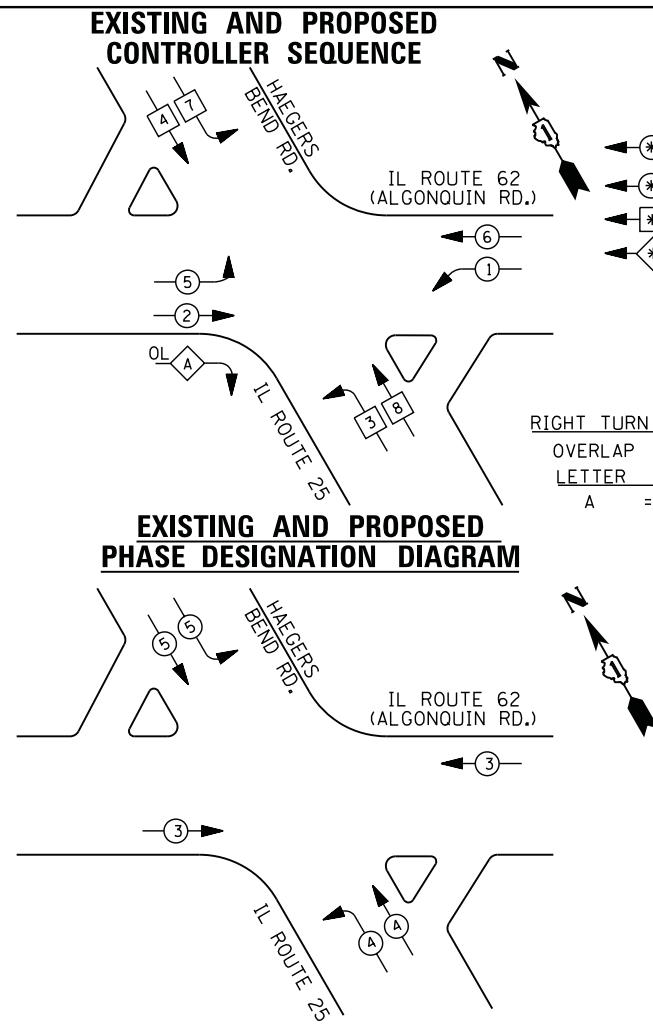 EXISTING AND PROPOSED
CONTROLLER SEQUENCE
N
4
7
HAEGERS
BEND RD.
IL ROUTE 62
(ALGONQUIN RD.)
*
*
*
*
6
1
5
2
OL A
3
8
IL ROUTE 25
RIGHT TURN
OVERLAP
LETTER
A =
EXISTING AND PROPOSED
PHASE DESIGNATION DIAGRAM
N
5
5
HAEGERS
BEND RD.
IL ROUTE 62
(ALGONQUIN RD.)
3
3
4
4
IL ROUTE 25